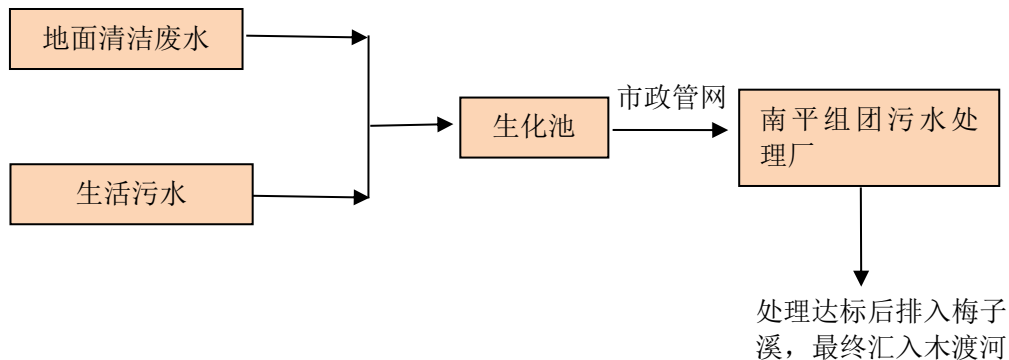 地面清洁废水
生活污水
生化池
市政管网
南平组团污水处
理厂
处理达标后排入梅子
溪，最终汇入木渡河